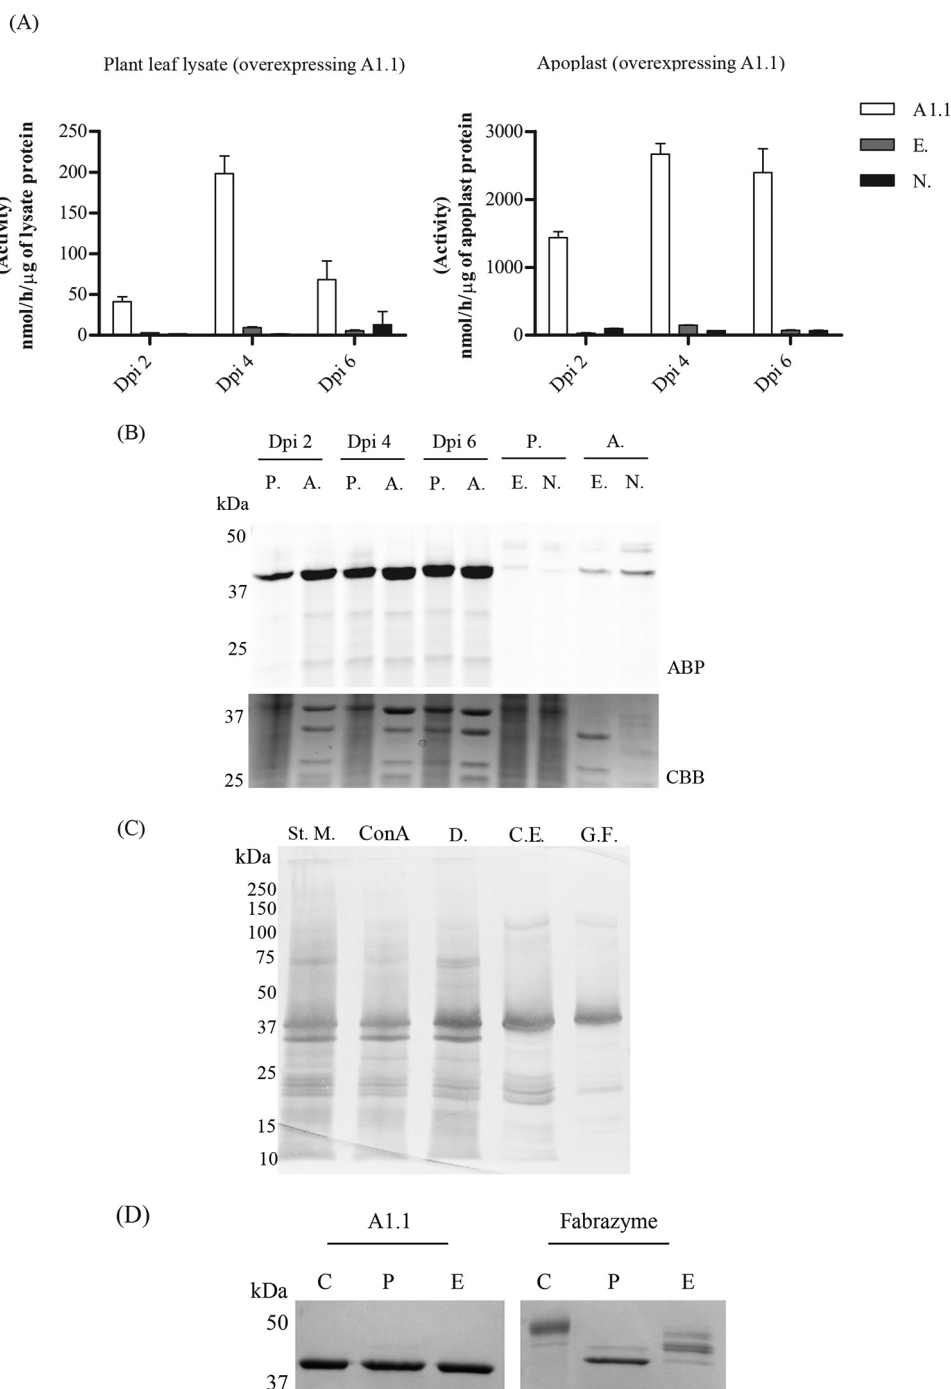 (A)
Plant leaf lysate (overexpressing A1.1)
Apoplast (overexpressing A1.1)
(Activity)
nmol/h/µg of lysate protein
250
200
150
100
50
0
Dpi 2
Dpi 4
Dpi 6
(Activity)
nmol/h/µg of apoplast protein
3000
2000
1000
0
Dpi 2
Dpi 4
Dpi 6
A1.1
E.
N.
(B)
Dpi 2 Dpi 4 Dpi 6 P. A.
P. A. P. A. P. A. E. N. E. N.
kDa
50
37
25
ABP
37
25
CBB
(C)
St. M. ConA D. C.E. G.F.
kDa
250
150
100
75
50
37
25
15
10
(D)
A1.1 Fabrazyme
C P E C P E
kDa
50
37